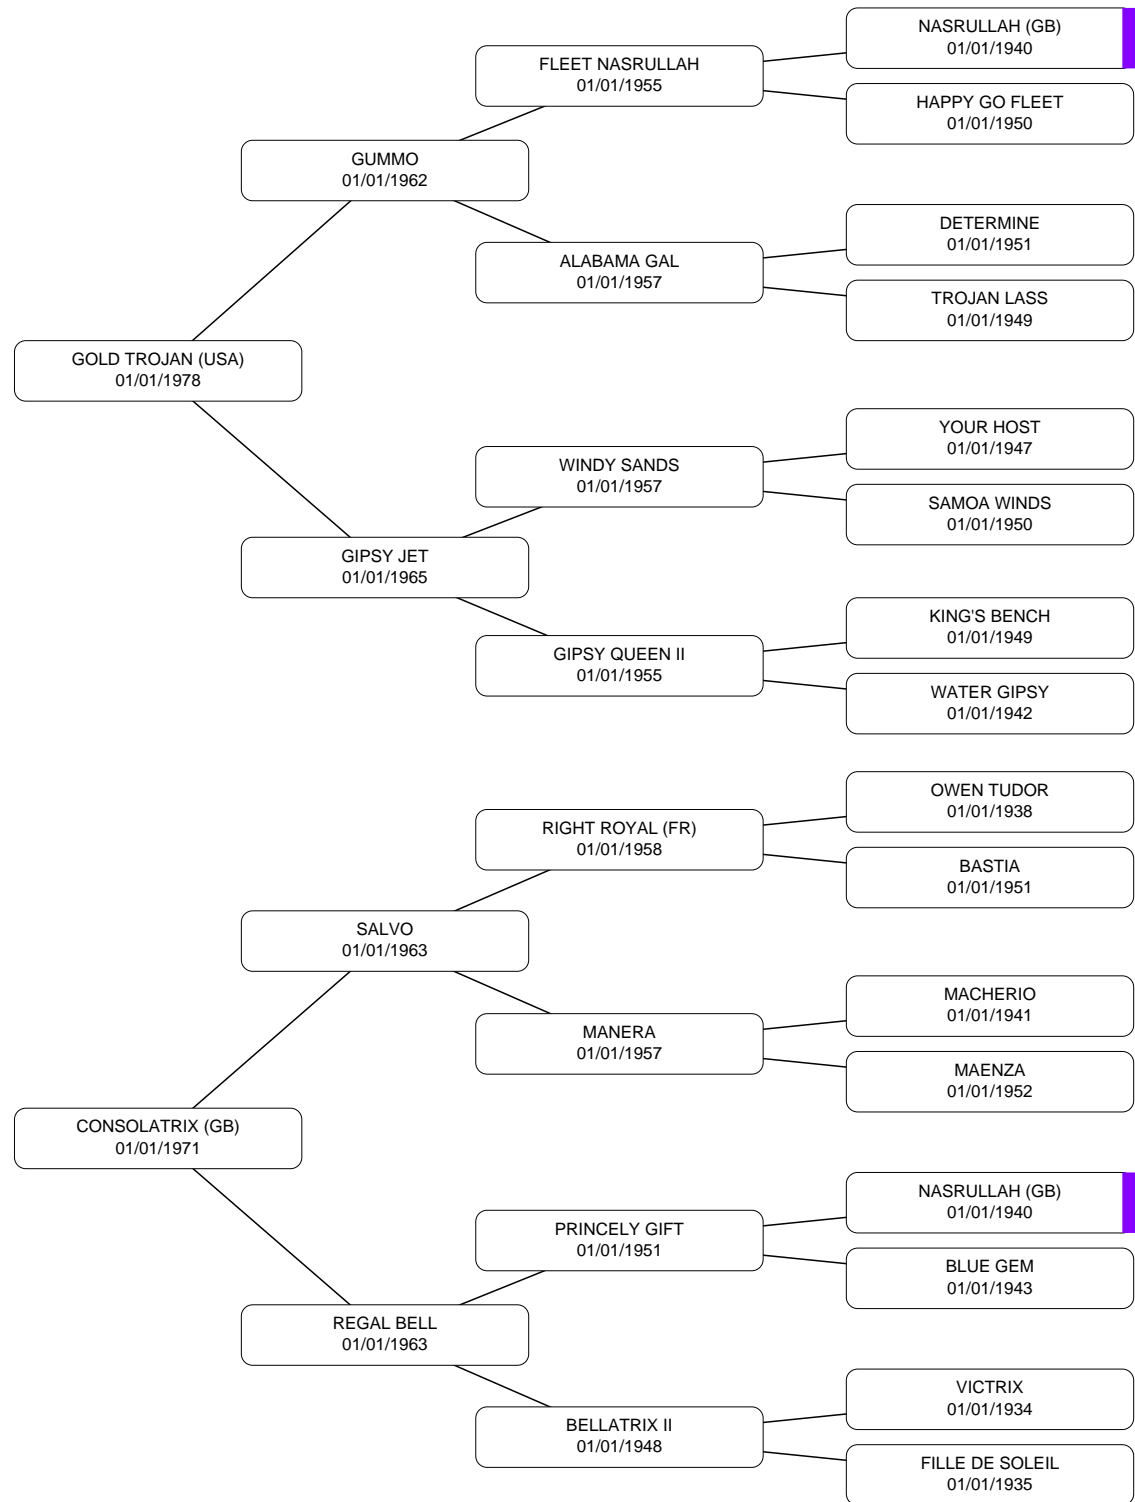 NASRULLAH (GB)
01/01/1940
FLEET NASRULLAH
01/01/1955
HAPPY GO FLEET
01/01/1950
GUMMO
01/01/1962
DETERMINE
01/01/1951
ALABAMA GAL
01/01/1957
TROJAN LASS
01/01/1949
GOLD TROJAN (USA)
01/01/1978
YOUR HOST
01/01/1947
WINDY SANDS
01/01/1957
SAMOA WINDS
01/01/1950
GIPSY JET
01/01/1965
KING'S BENCH
01/01/1949
GIPSY QUEEN II
01/01/1955
WATER GIPSY
01/01/1942
OWEN TUDOR
01/01/1938
RIGHT ROYAL (FR)
01/01/1958
BASTIA
01/01/1951
SALVO
01/01/1963
MACHERIO
01/01/1941
MANERA
01/01/1957
MAENZA
01/01/1952
CONSOLATRIX (GB)
01/01/1971
NASRULLAH (GB)
01/01/1940
PRINCELY GIFT
01/01/1951
BLUE GEM
01/01/1943
REGAL BELL
01/01/1963
VICTRIX
01/01/1934
BELLATRIX II
01/01/1948
FILLE DE SOLEIL
01/01/1935